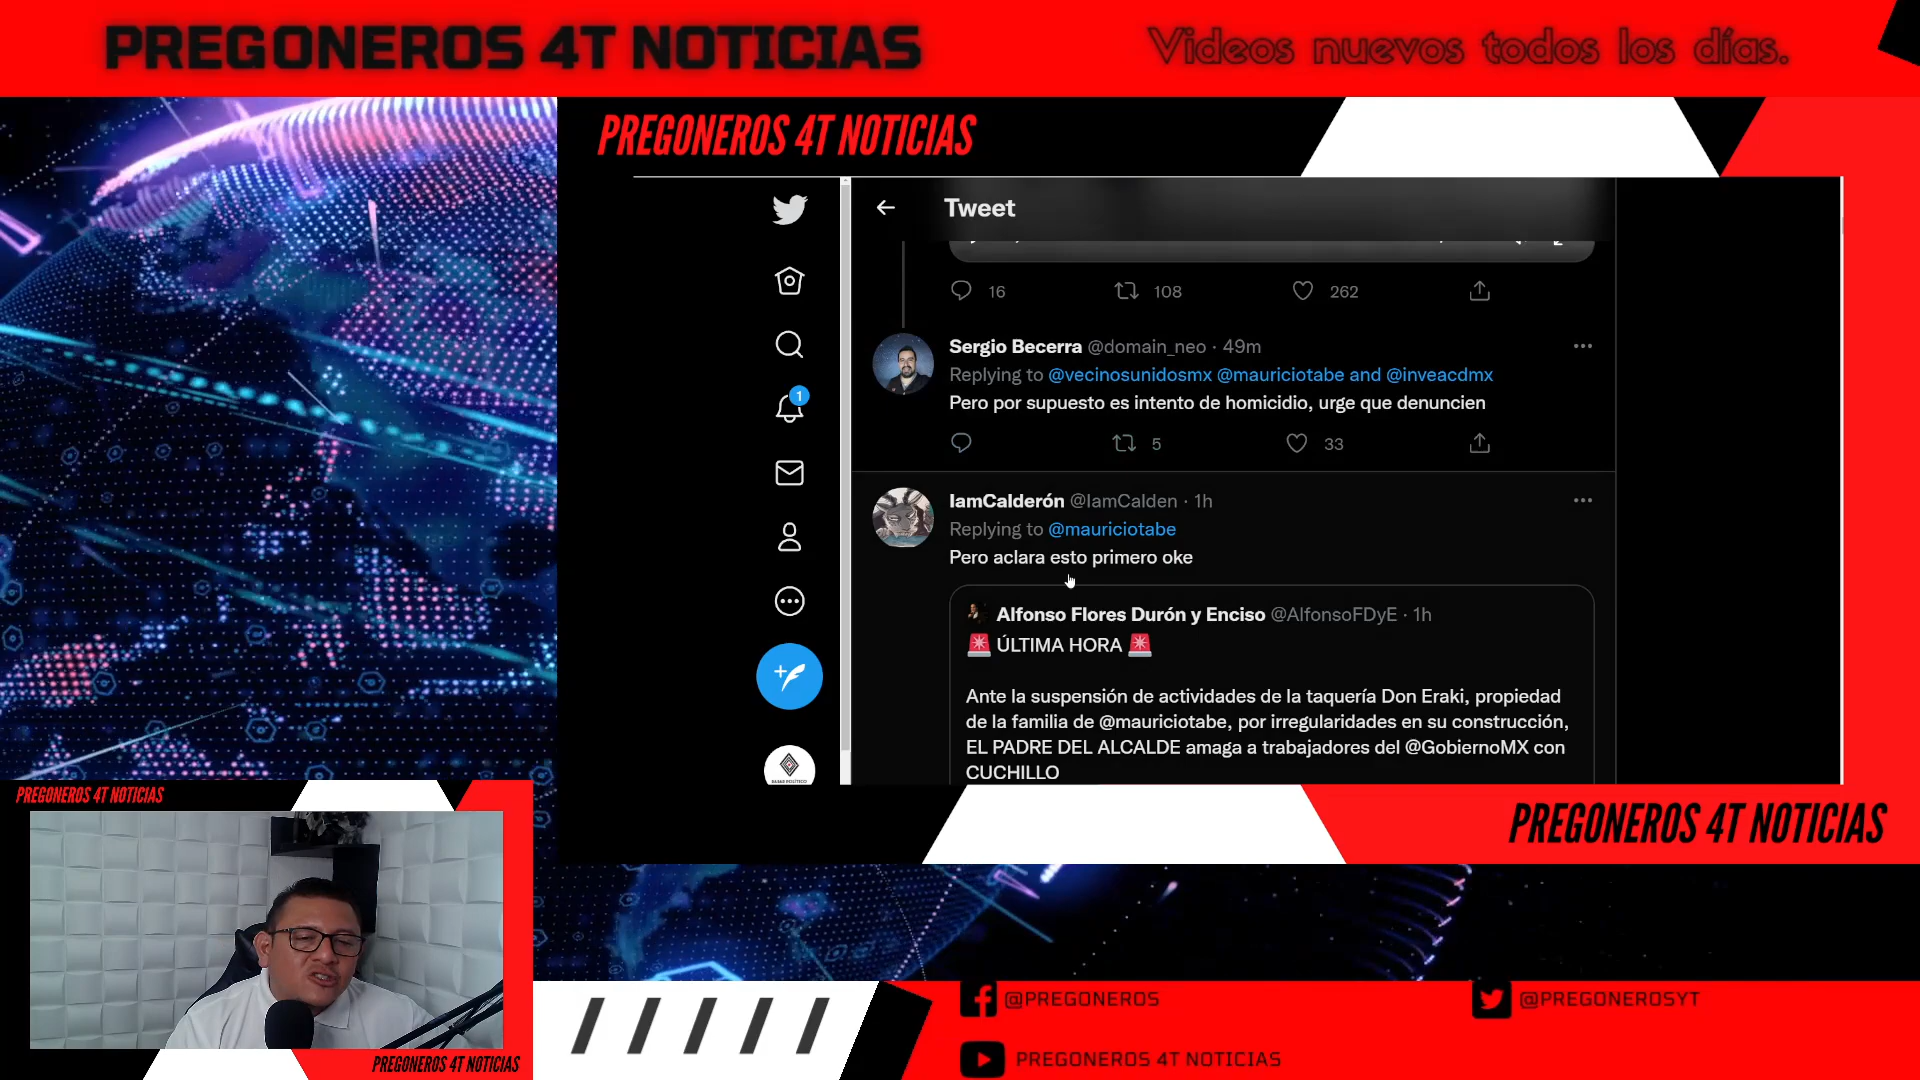 PREGONEROS 4T NOTICIAS
Videos nuevos todos los días.
PREGONEROS 4T NOTICIAS
Tweet
16
108
262
Sergio Becerra @domain_neo · 49m
Replying to @vecinosunidosmx @mauriciotabe and @inveacdmx
Pero por supuesto es intento de homicidio, urge que denuncien
5
33
1
IamCalderón @IamCalden · 1h
Replying to @mauriciotabe
Pero aclara esto primero oke
Alfonso Flores Durón y Enciso @AlfonsoFDyE · 1h
🚨 ÚLTIMA HORA 🚨
Ante la suspensión de actividades de la taquería Don Eraki, propiedad
de la familia de @mauriciotabe, por irregularidades en su construcción,
EL PADRE DEL ALCALDE amaga a trabajadores del @GobiernoMX con
CUCHILLO
PREGONEROS 4T NOTICIAS
PREGONEROS 4T NOTICIAS
PREGONEROS 4T NOTICIAS
@PREGONEROS
@PREGONEROSYT
PREGONEROS 4T NOTICIAS